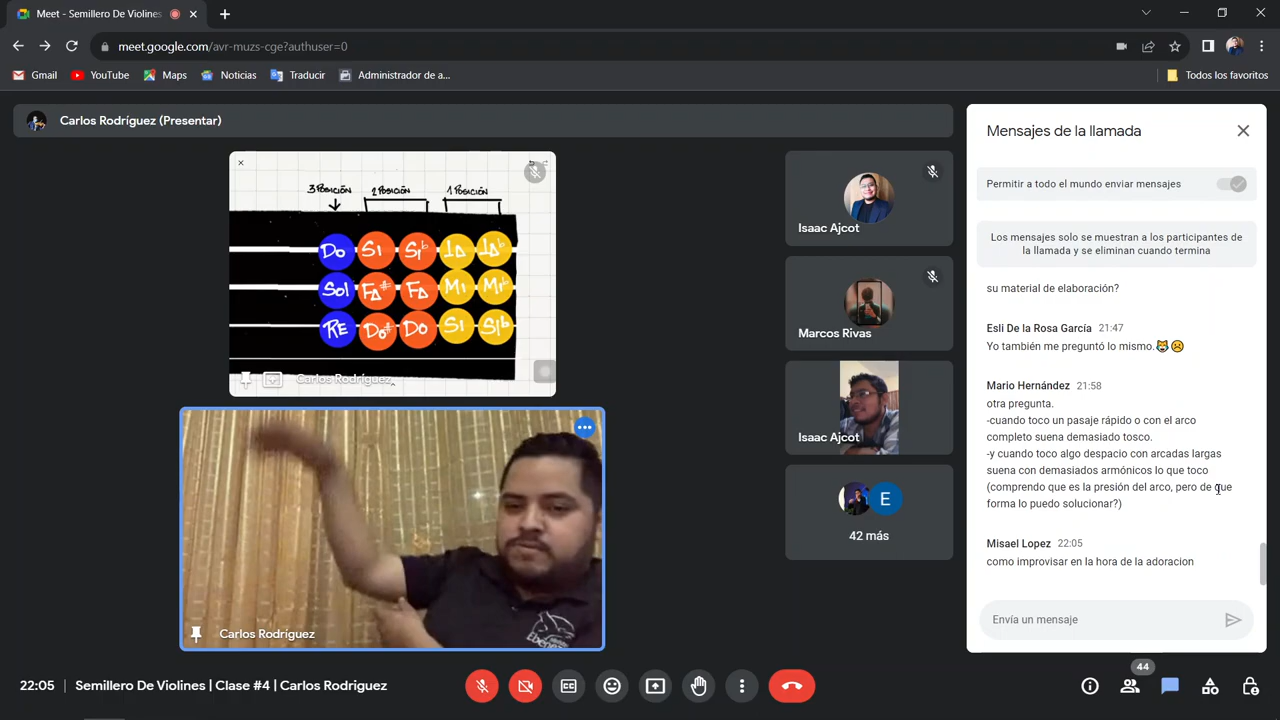 Meet - Semillero De Violines
meet.google.com/avr-muzs-cge?authuser=0
Gmail
YouTube
Maps
Noticias
Traducir
Administrador de a...
Todos los favoritos
Carlos Rodríguez (Presentar)
3 POSICIÓN
2 POSICIÓN
1 POSICIÓN
DO SI SIb LA LAb
SOL FA# FA MI MIb
RE DO# DO SI SIb
Carlos Rodríguez
Carlos Rodríguez
Isaac Ajcot
Marcos Rivas
Isaac Ajcot
E
42 más
Mensajes de la llamada
Permitir a todo el mundo enviar mensajes
Los mensajes solo se muestran a los participantes de
la llamada y se eliminan cuando termina
su material de elaboración?
Esli De la Rosa García 21:47
Yo también me preguntó lo mismo.😹☹️
Mario Hernández 21:58
otra pregunta.
-cuando toco un pasaje rápido o con el arco
completo suena demasiado tosco.
-y cuando toco algo despacio con arcadas largas
suena con demasiados armónicos lo que toco
(comprendo que es la presión del arco, pero de que
forma lo puedo solucionar?)
Misael Lopez 22:05
como improvisar en la hora de la adoracion
Envía un mensaje
22:05 | Semillero De Violines | Clase #4 | Carlos Rodriguez
44